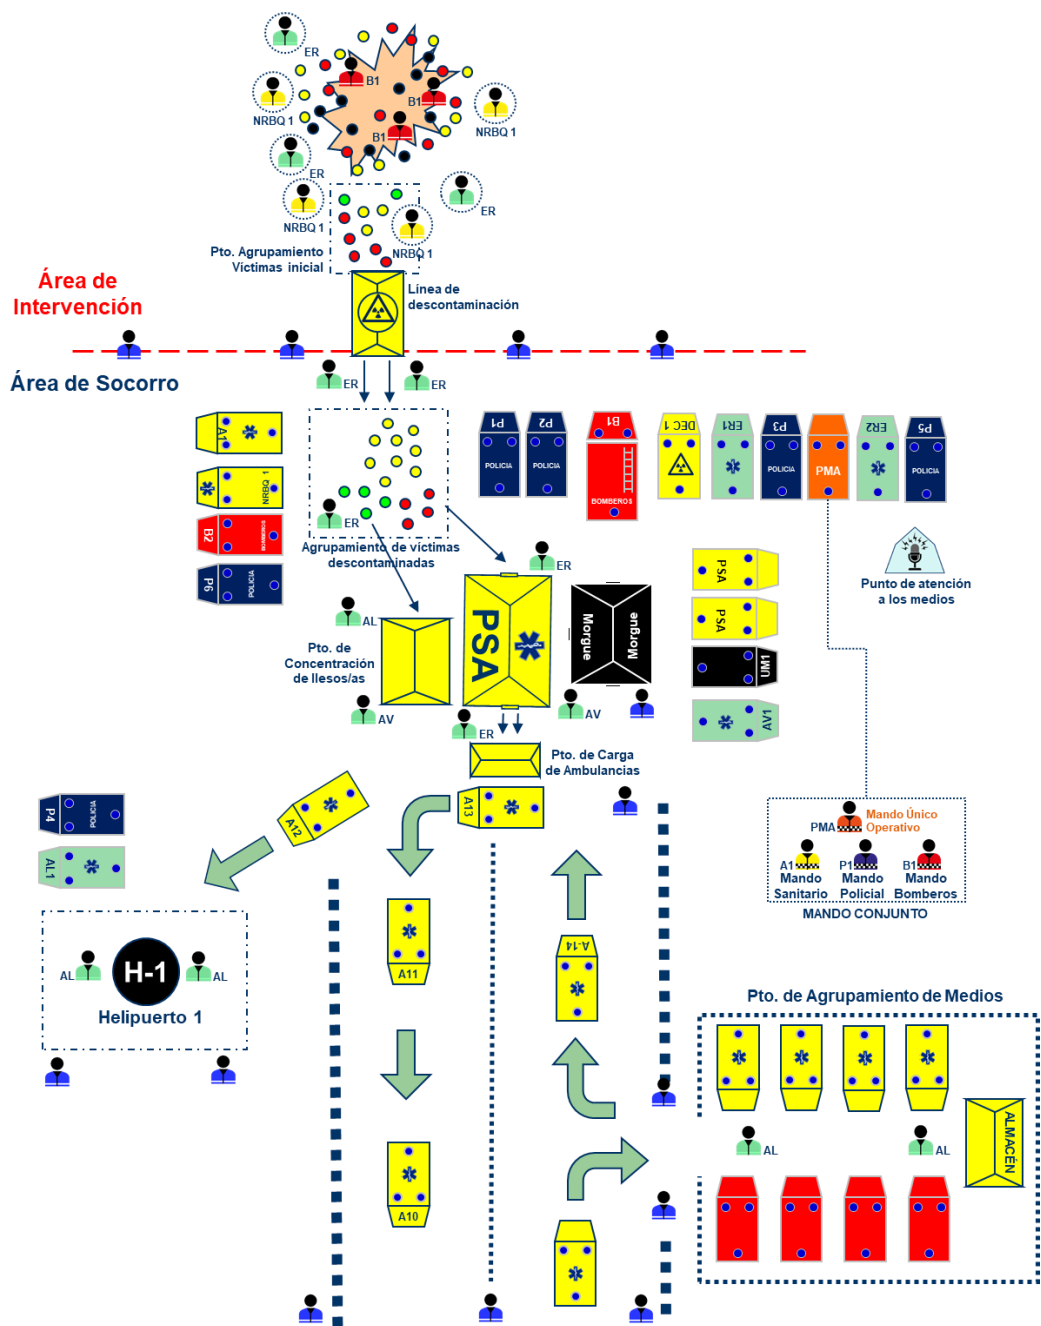 ER
B1
B1
B1
NRBQ 1
NRBQ 1
ER
NRBQ 1
ER
NRBQ 1
Pto. Agrupamiento
Víctimas inicial
Área de
Intervención
Línea de
descontaminación
Área de Socorro
ER
ER
A1
NRBQ 1
B2
BOMBEROS
P6
POLICIA
ER
Agrupamiento de víctimas
descontaminadas
P1
POLICIA
P2
POLICIA
B1
BOMBEROS
DEC 1
ER1
P3
POLICIA
PMA
ER2
P5
POLICIA
Punto de atención
a los medios
ER
AL
Pto. de
Concentración
de Ilesos/as
PSA
Morgue
Morgue
PSA
PSA
UM1
AV1
AV
AV
ER
Pto. de Carga
de Ambulancias
P4
POLICIA
AL1
A12
A13
PMA
Mando Único
Operativo
A1
Mando
Sanitario
P1
Mando
Policial
B1
Mando
Bomberos
MANDO CONJUNTO
A11
A-14
AL
H-1
AL
Helipuerto 1
Pto. de Agrupamiento de Medios
AL
AL
ALMACÉN
A10